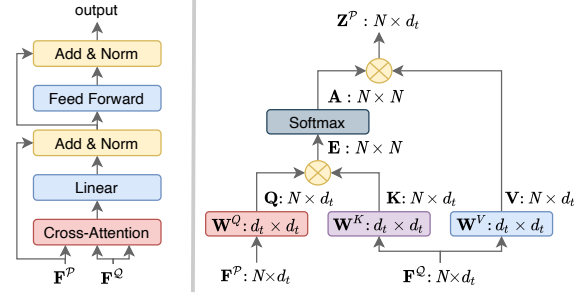 output
Add & Norm
Feed Forward
Add & Norm
Linear
Cross-Attention
F^𝒫 F^𝒬
Z^𝒫 : N × d_t
A : N × N
Softmax
E : N × N
Q: N × d_t K: N × d_t V: N × d_t
W^Q: d_t × d_t W^K: d_t × d_t W^V: d_t × d_t
F^𝒫: N×d_t F^𝒬: N×d_t